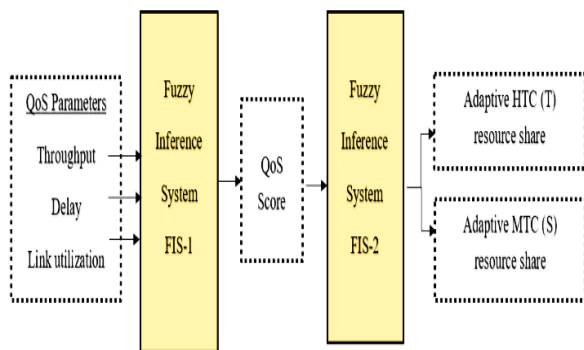 QoS Parameters
Throughput
Delay
Link utilization
Fuzzy
Inference
System
FIS-1
QoS
Score
Fuzzy
Inference
System
FIS-2
Adaptive HTC (T)
resource share
Adaptive MTC (S)
resource share